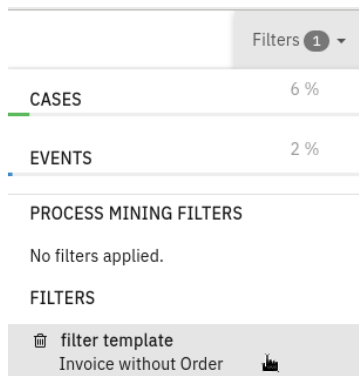 Filters 1
CASES 6 %
EVENTS 2 %
PROCESS MINING FILTERS
No filters applied.
FILTERS
filter template
Invoice without Order